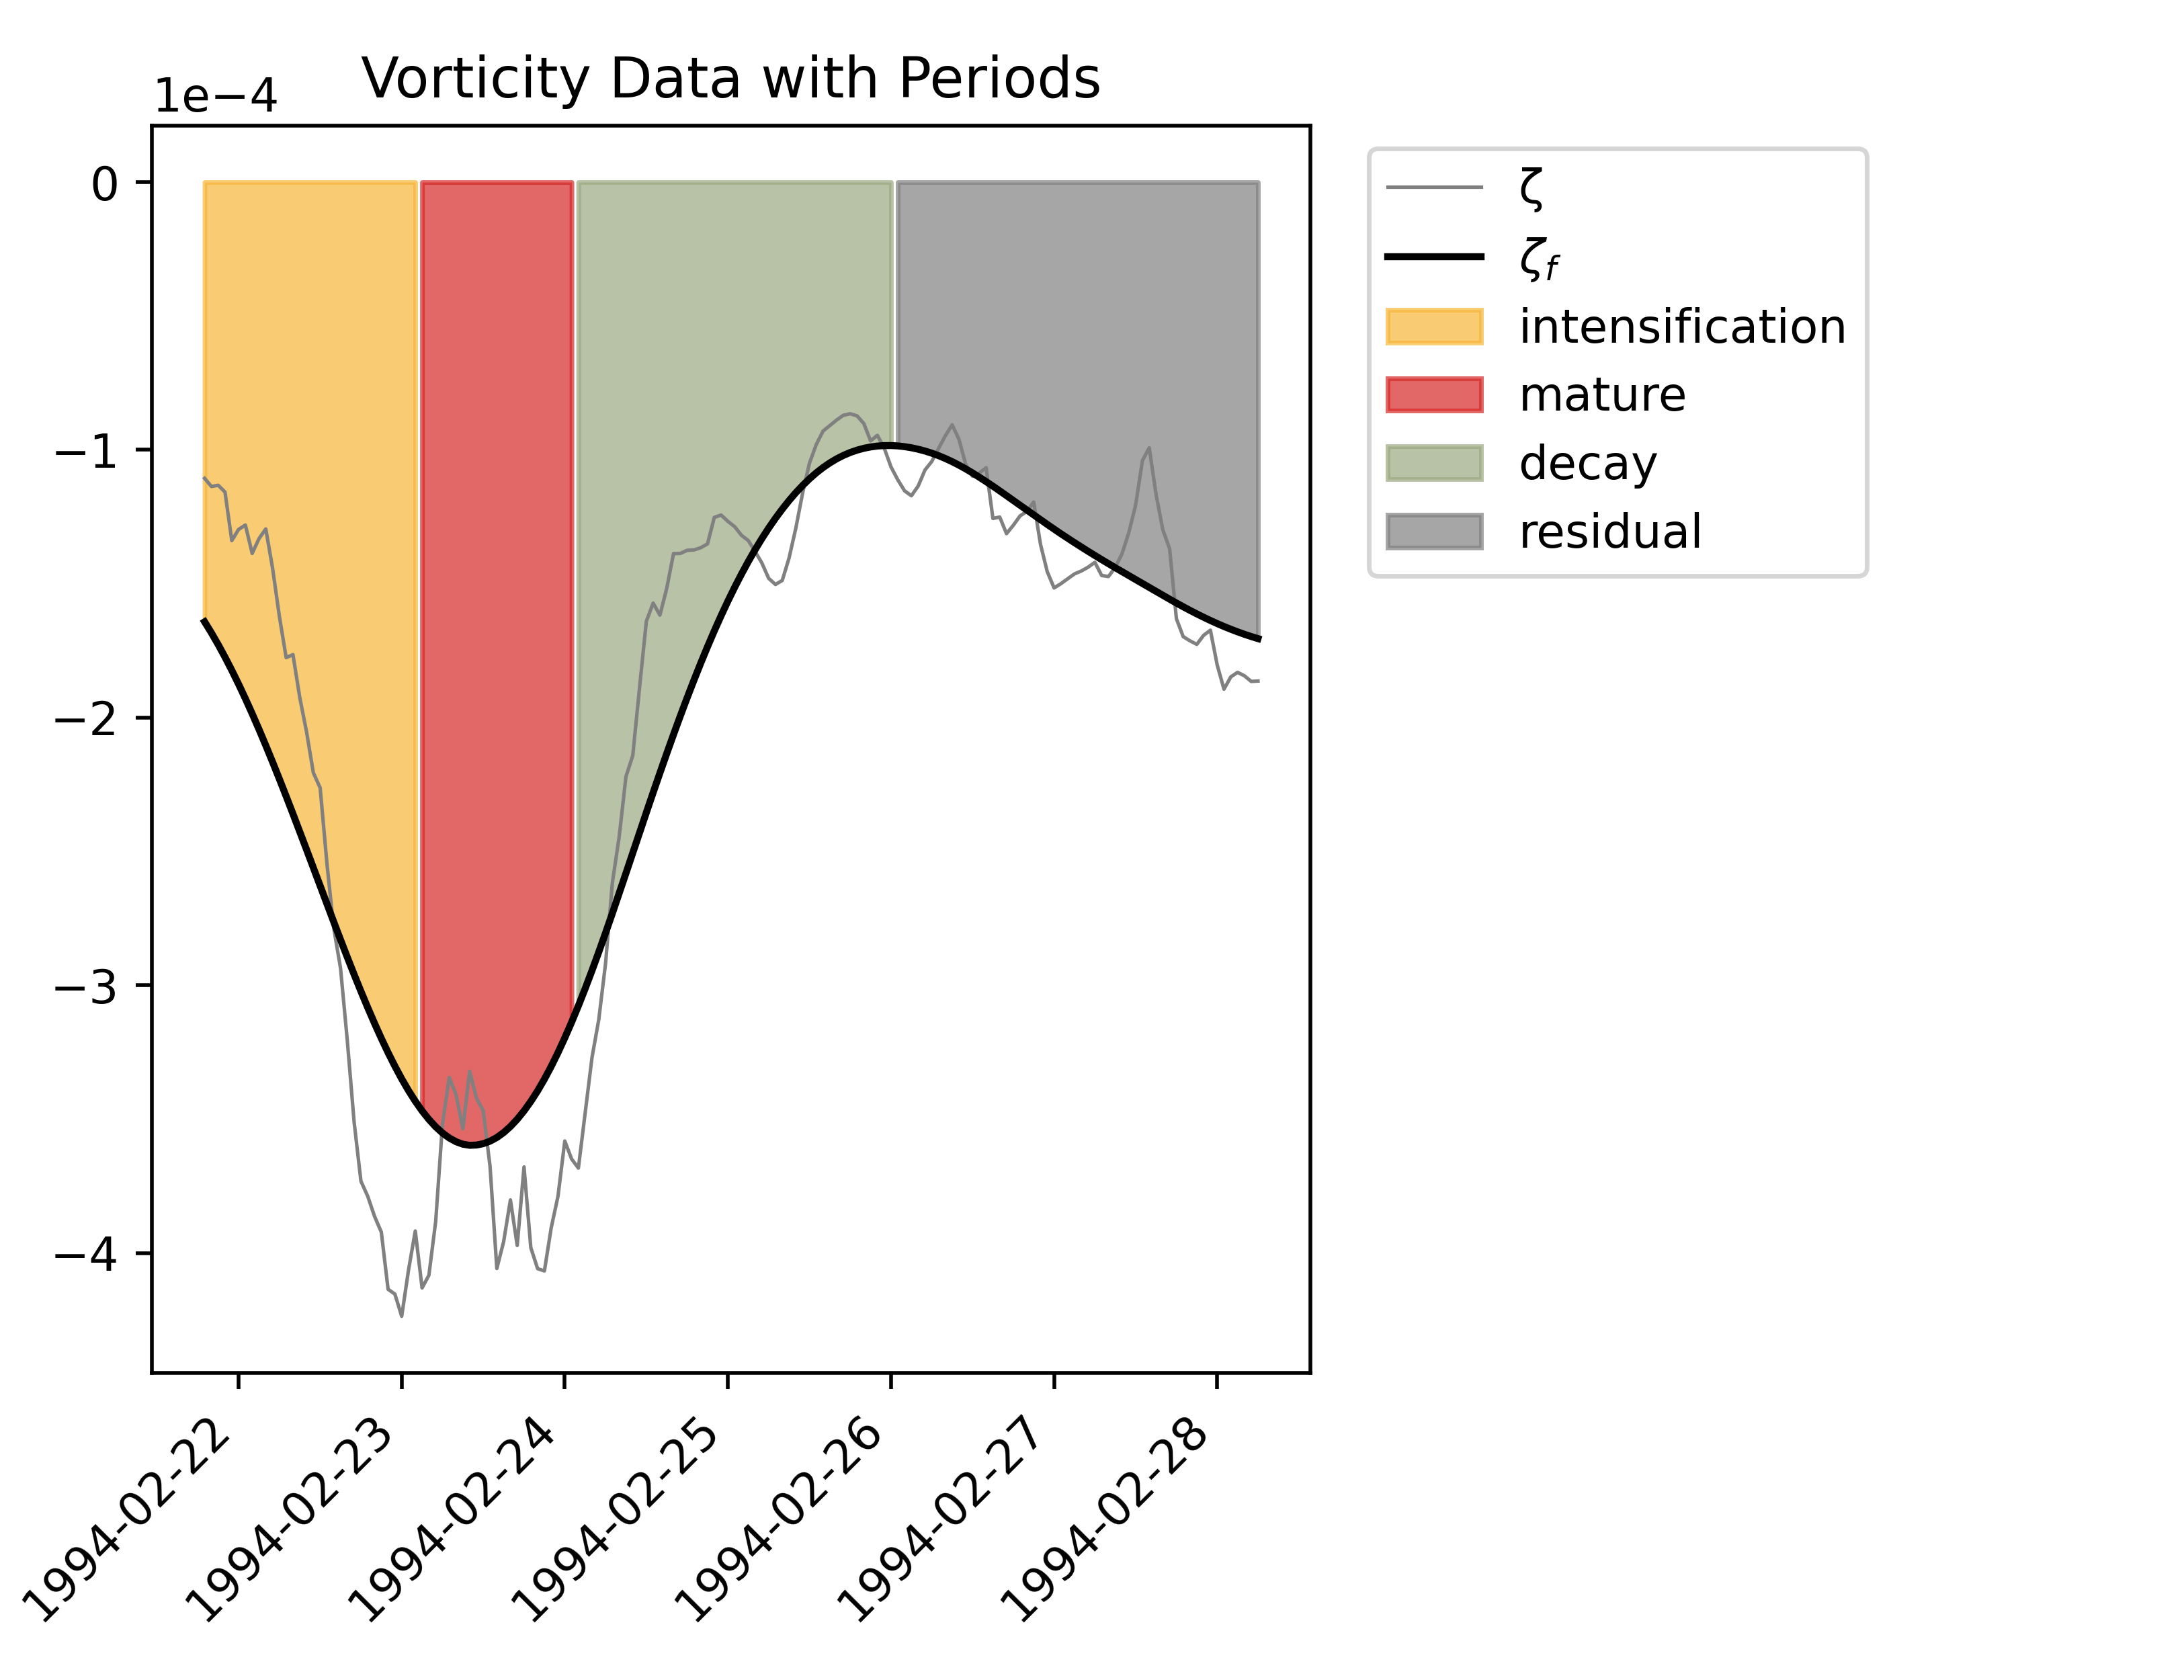 Vorticity Data with Periods
1e−4
0
−1
−2
−3
−4
1994-02-22
1994-02-23
1994-02-24
1994-02-25
1994-02-26
1994-02-27
1994-02-28
ζ
ζf
intensification
mature
decay
residual